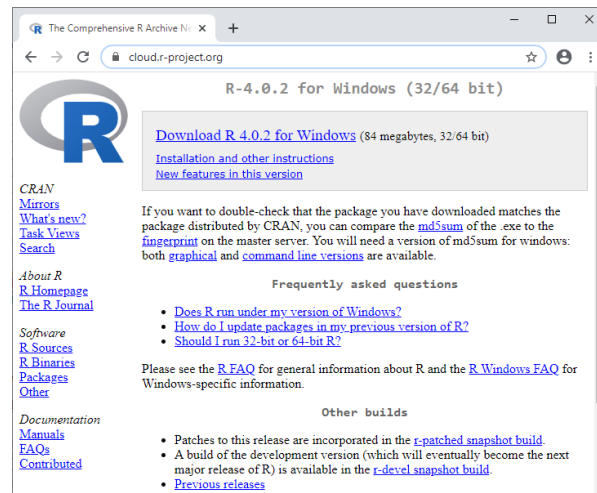 The Comprehensive R Archive Ne
cloud.r-project.org
R
CRAN
Mirrors
What's new?
Task Views
Search
About R
R Homepage
The R Journal
Software
R Sources
R Binaries
Packages
Other
Documentation
Manuals
FAQs
Contributed
R-4.0.2 for Windows (32/64 bit)
Download R 4.0.2 for Windows (84 megabytes, 32/64 bit)
Installation and other instructions
New features in this version
If you want to double-check that the package you have downloaded matches the
package distributed by CRAN, you can compare the md5sum of the .exe to the
fingerprint on the master server. You will need a version of md5sum for windows:
both graphical and command line versions are available.
Frequently asked questions
• Does R run under my version of Windows?
• How do I update packages in my previous version of R?
• Should I run 32-bit or 64-bit R?
Please see the R FAQ for general information about R and the R Windows FAQ for
Windows-specific information.
Other builds
• Patches to this release are incorporated in the r-patched snapshot build.
• A build of the development version (which will eventually become the next
major release of R) is available in the r-devel snapshot build.
• Previous releases